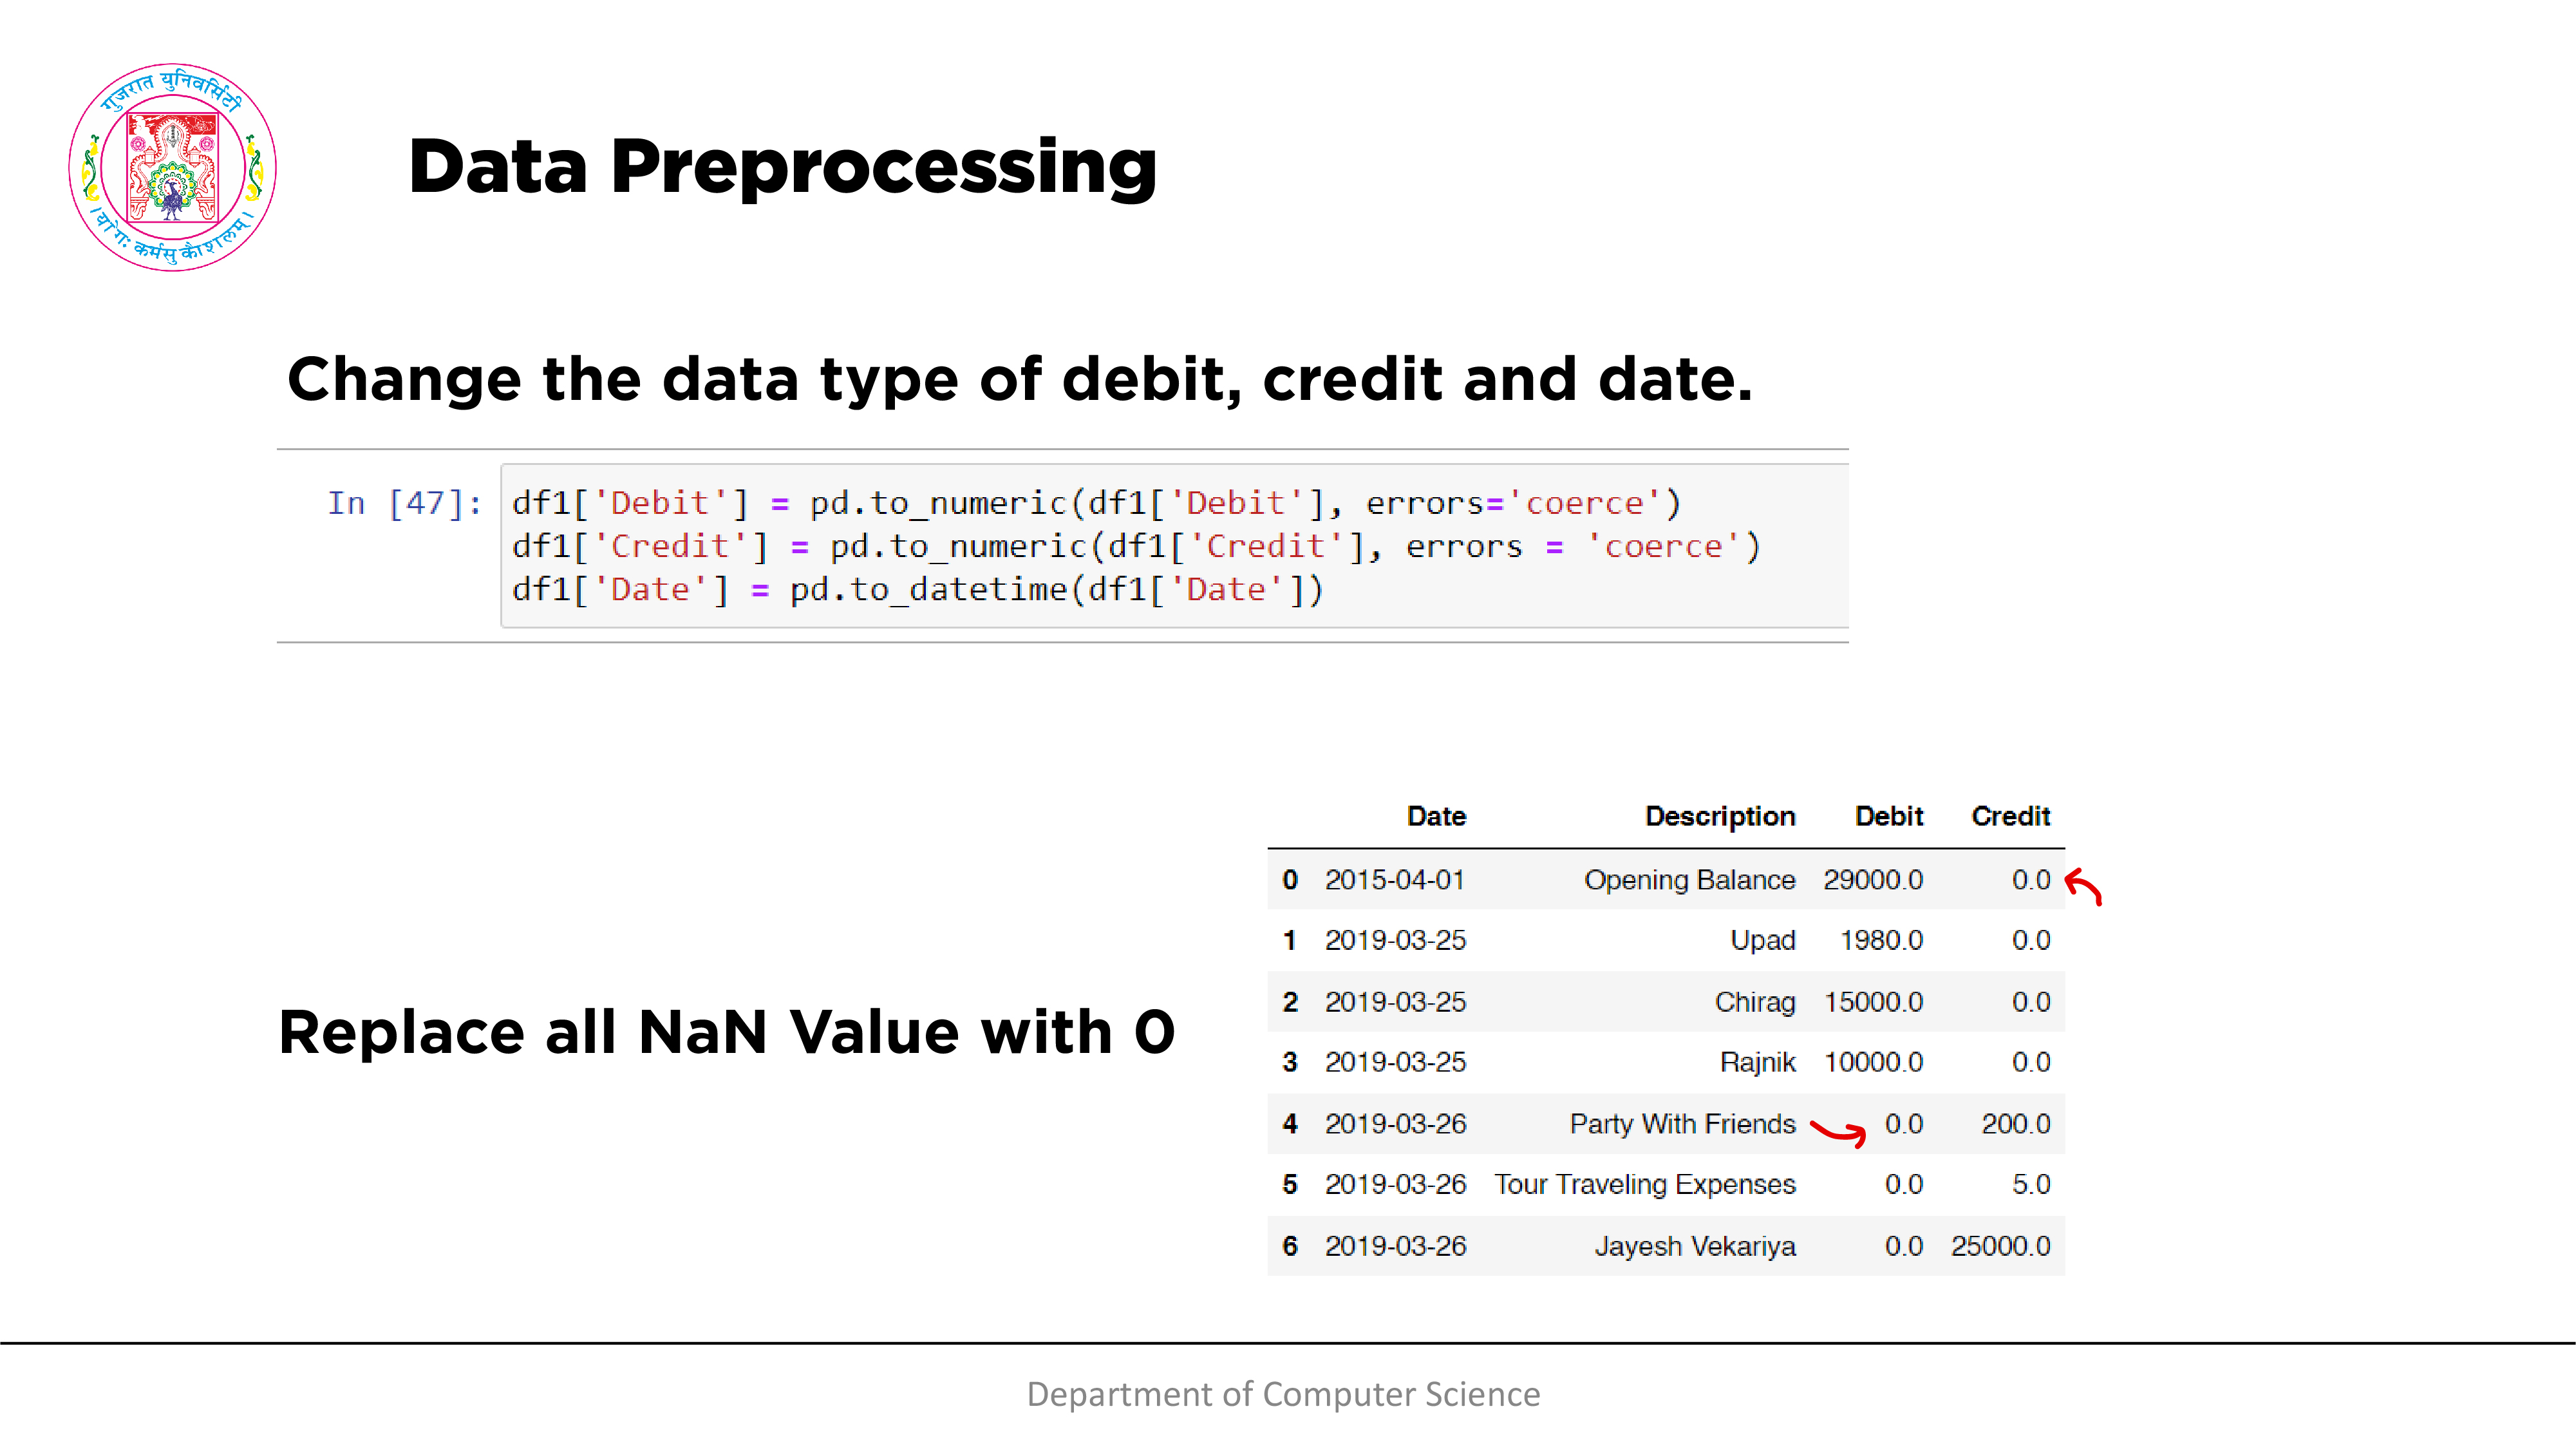 गुजरात युनिवर्सिटी
। योगः कर्मसु कौशलम् ।
Data Preprocessing
Change the data type of debit, credit and date.
In [47]: df1['Debit'] = pd.to_numeric(df1['Debit'], errors='coerce')
df1['Credit'] = pd.to_numeric(df1['Credit'], errors = 'coerce')
df1['Date'] = pd.to_datetime(df1['Date'])
Replace all NaN Value with 0
Date Description Debit Credit
0 2015-04-01 Opening Balance 29000.0 0.0
1 2019-03-25 Upad 1980.0 0.0
2 2019-03-25 Chirag 15000.0 0.0
3 2019-03-25 Rajnik 10000.0 0.0
4 2019-03-26 Party With Friends 0.0 200.0
5 2019-03-26 Tour Traveling Expenses 0.0 5.0
6 2019-03-26 Jayesh Vekariya 0.0 25000.0
Department of Computer Science